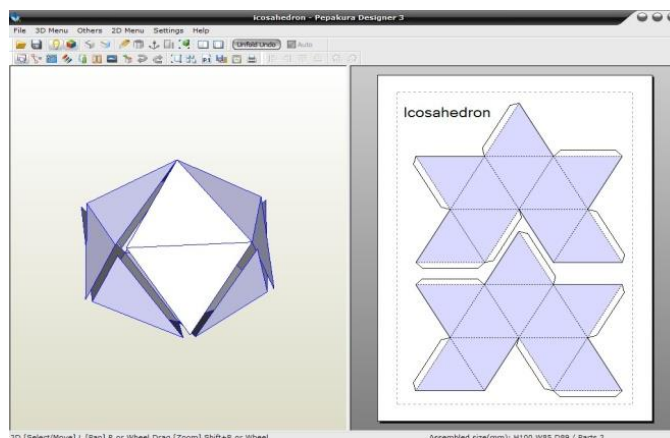 icosahedron - Pepakura Designer 3
File 3D Menu Others 2D Menu Settings Help
Unfold Undo Auto
Icosahedron
3D [Select/Move] L [Pan] R or Wheel Drag [Zoom] Shift+R or Wheel
Assembled size(mm): H100 W85 D89 / Parts 2